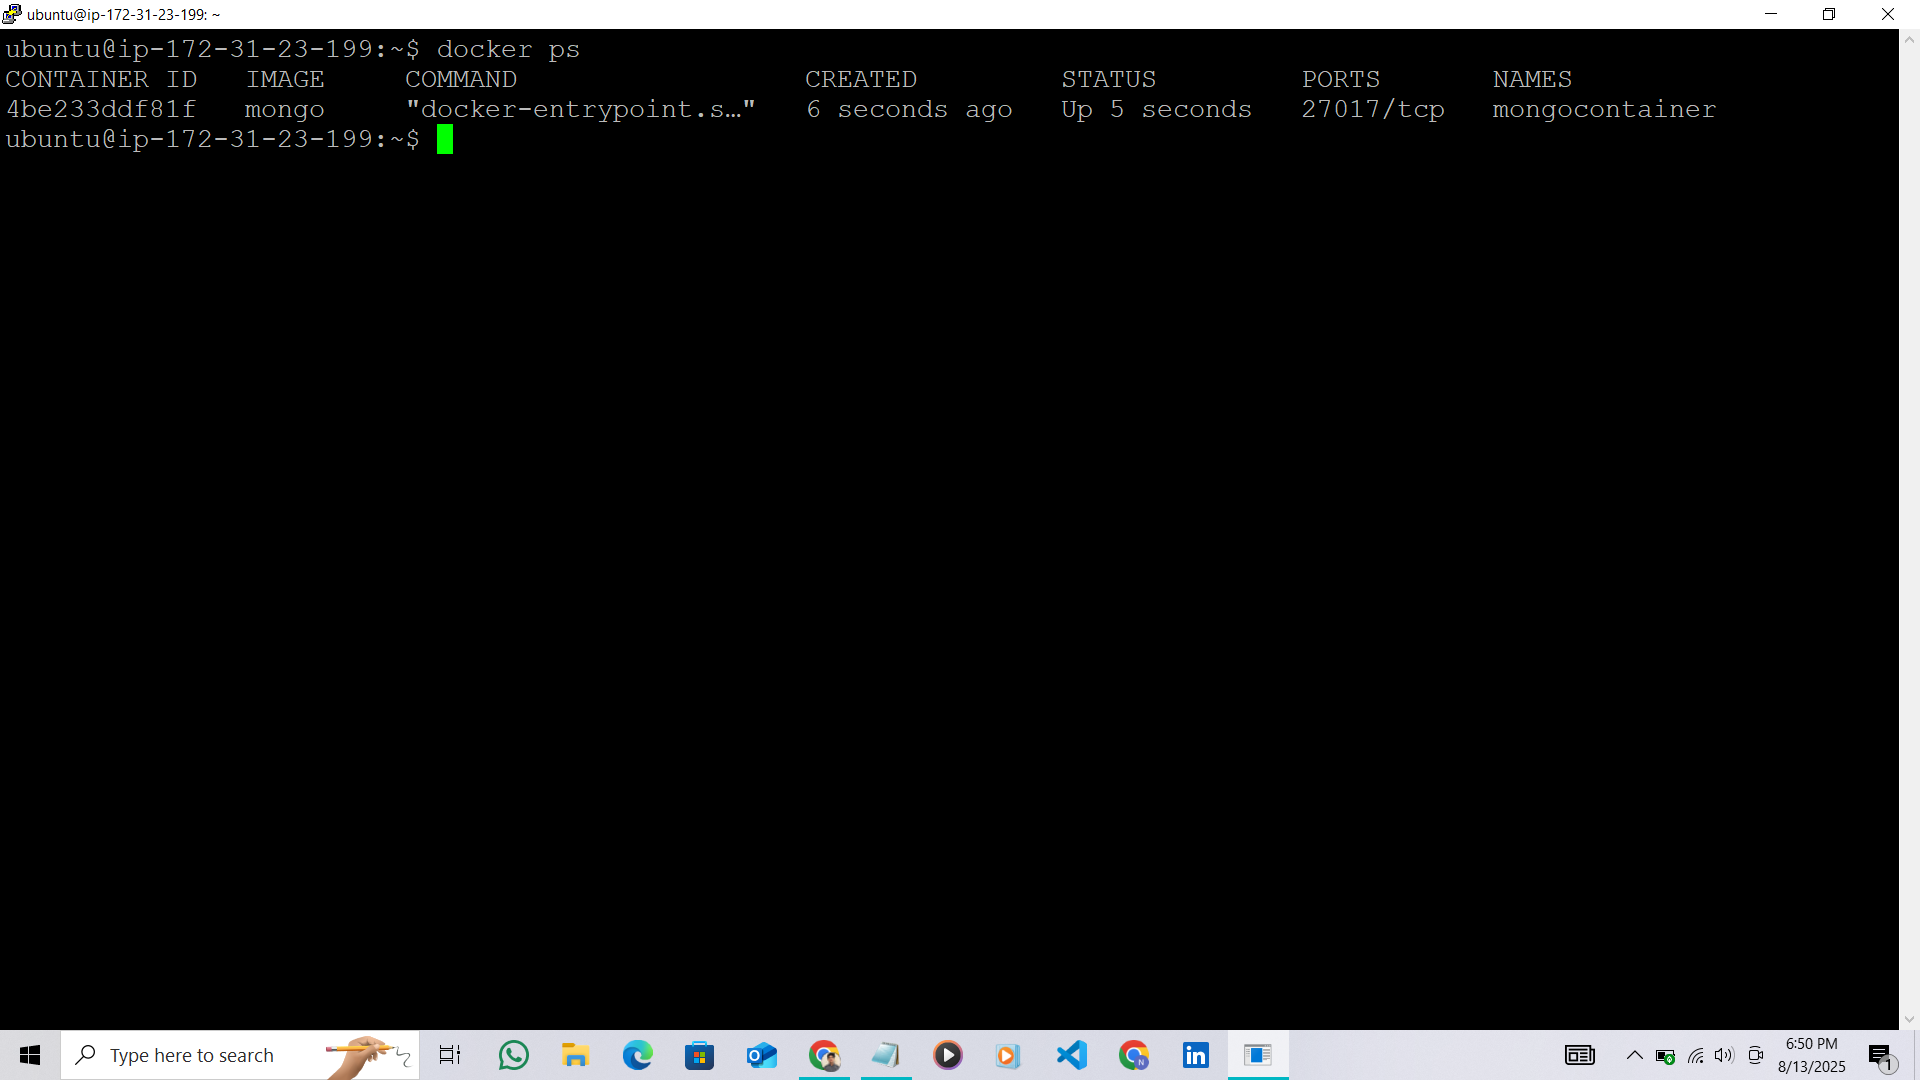 ubuntu@ip-172-31-23-199: ~
ubuntu@ip-172-31-23-199:~$ docker ps
CONTAINER ID   IMAGE     COMMAND                  CREATED         STATUS         PORTS       NAMES
4be233ddf81f   mongo     "docker-entrypoint.s…"   6 seconds ago   Up 5 seconds   27017/tcp   mongocontainer
ubuntu@ip-172-31-23-199:~$
Type here to search
6:50 PM
8/13/2025
1